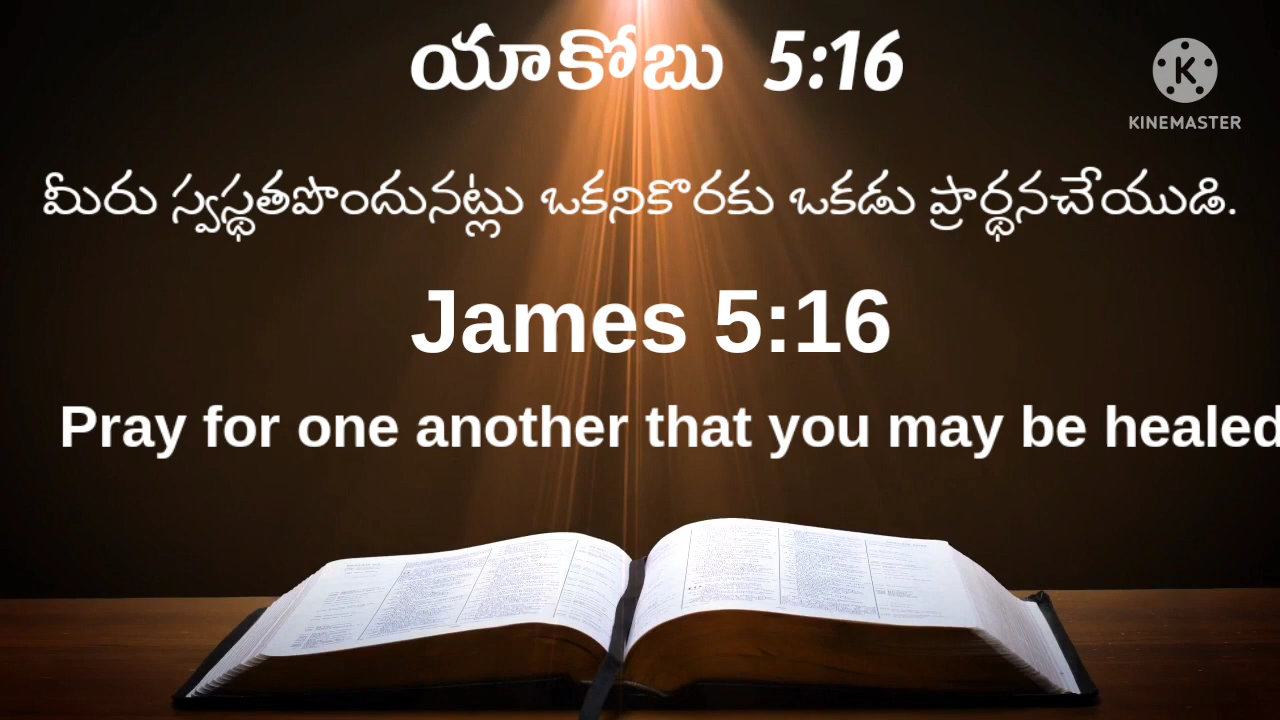 యాకోబు 5:16
KINEMASTER
మీరు స్వస్థతపొందునట్లు ఒకనికొరకు ఒకడు ప్రార్థనచేయుడి.
James 5:16
Pray for one another that you may be healed